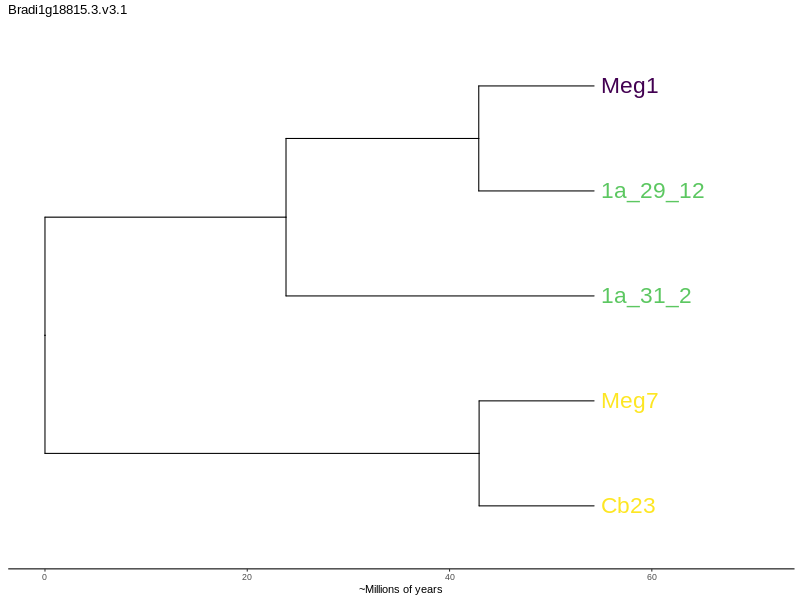 Bradi1g18815.3.v3.1
Meg1
1a_29_12
1a_31_2
Meg7
Cb23
0 20 40 60
~Millions of years